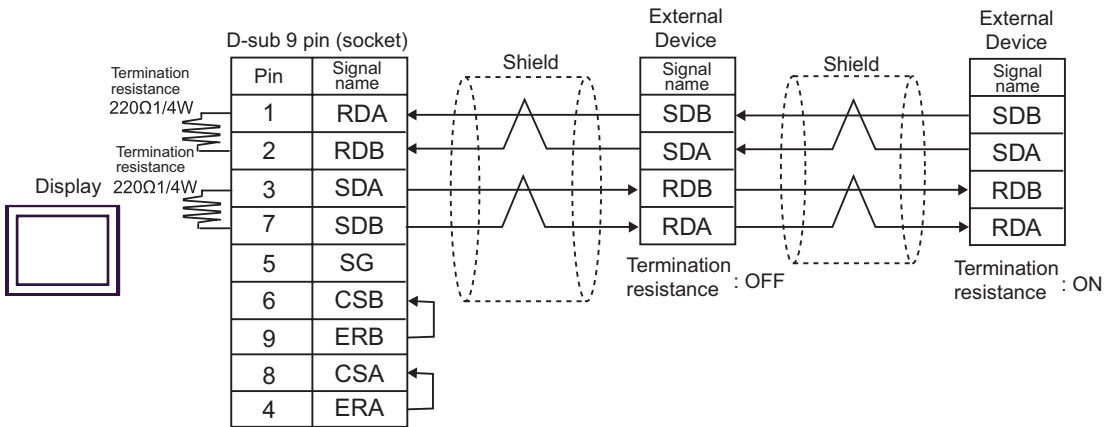 D-sub 9 pin (socket)
Pin Signal name
1 RDA
2 RDB
3 SDA
7 SDB
5 SG
6 CSB
9 ERB
8 CSA
4 ERA
Termination
resistance
220Ω1/4W
Termination
resistance
220Ω1/4W
Display
Shield
External
Device
Signal
name
SDB
SDA
RDB
RDA
Termination
resistance : OFF
Shield
External
Device
Signal
name
SDB
SDA
RDB
RDA
Termination
resistance : ON